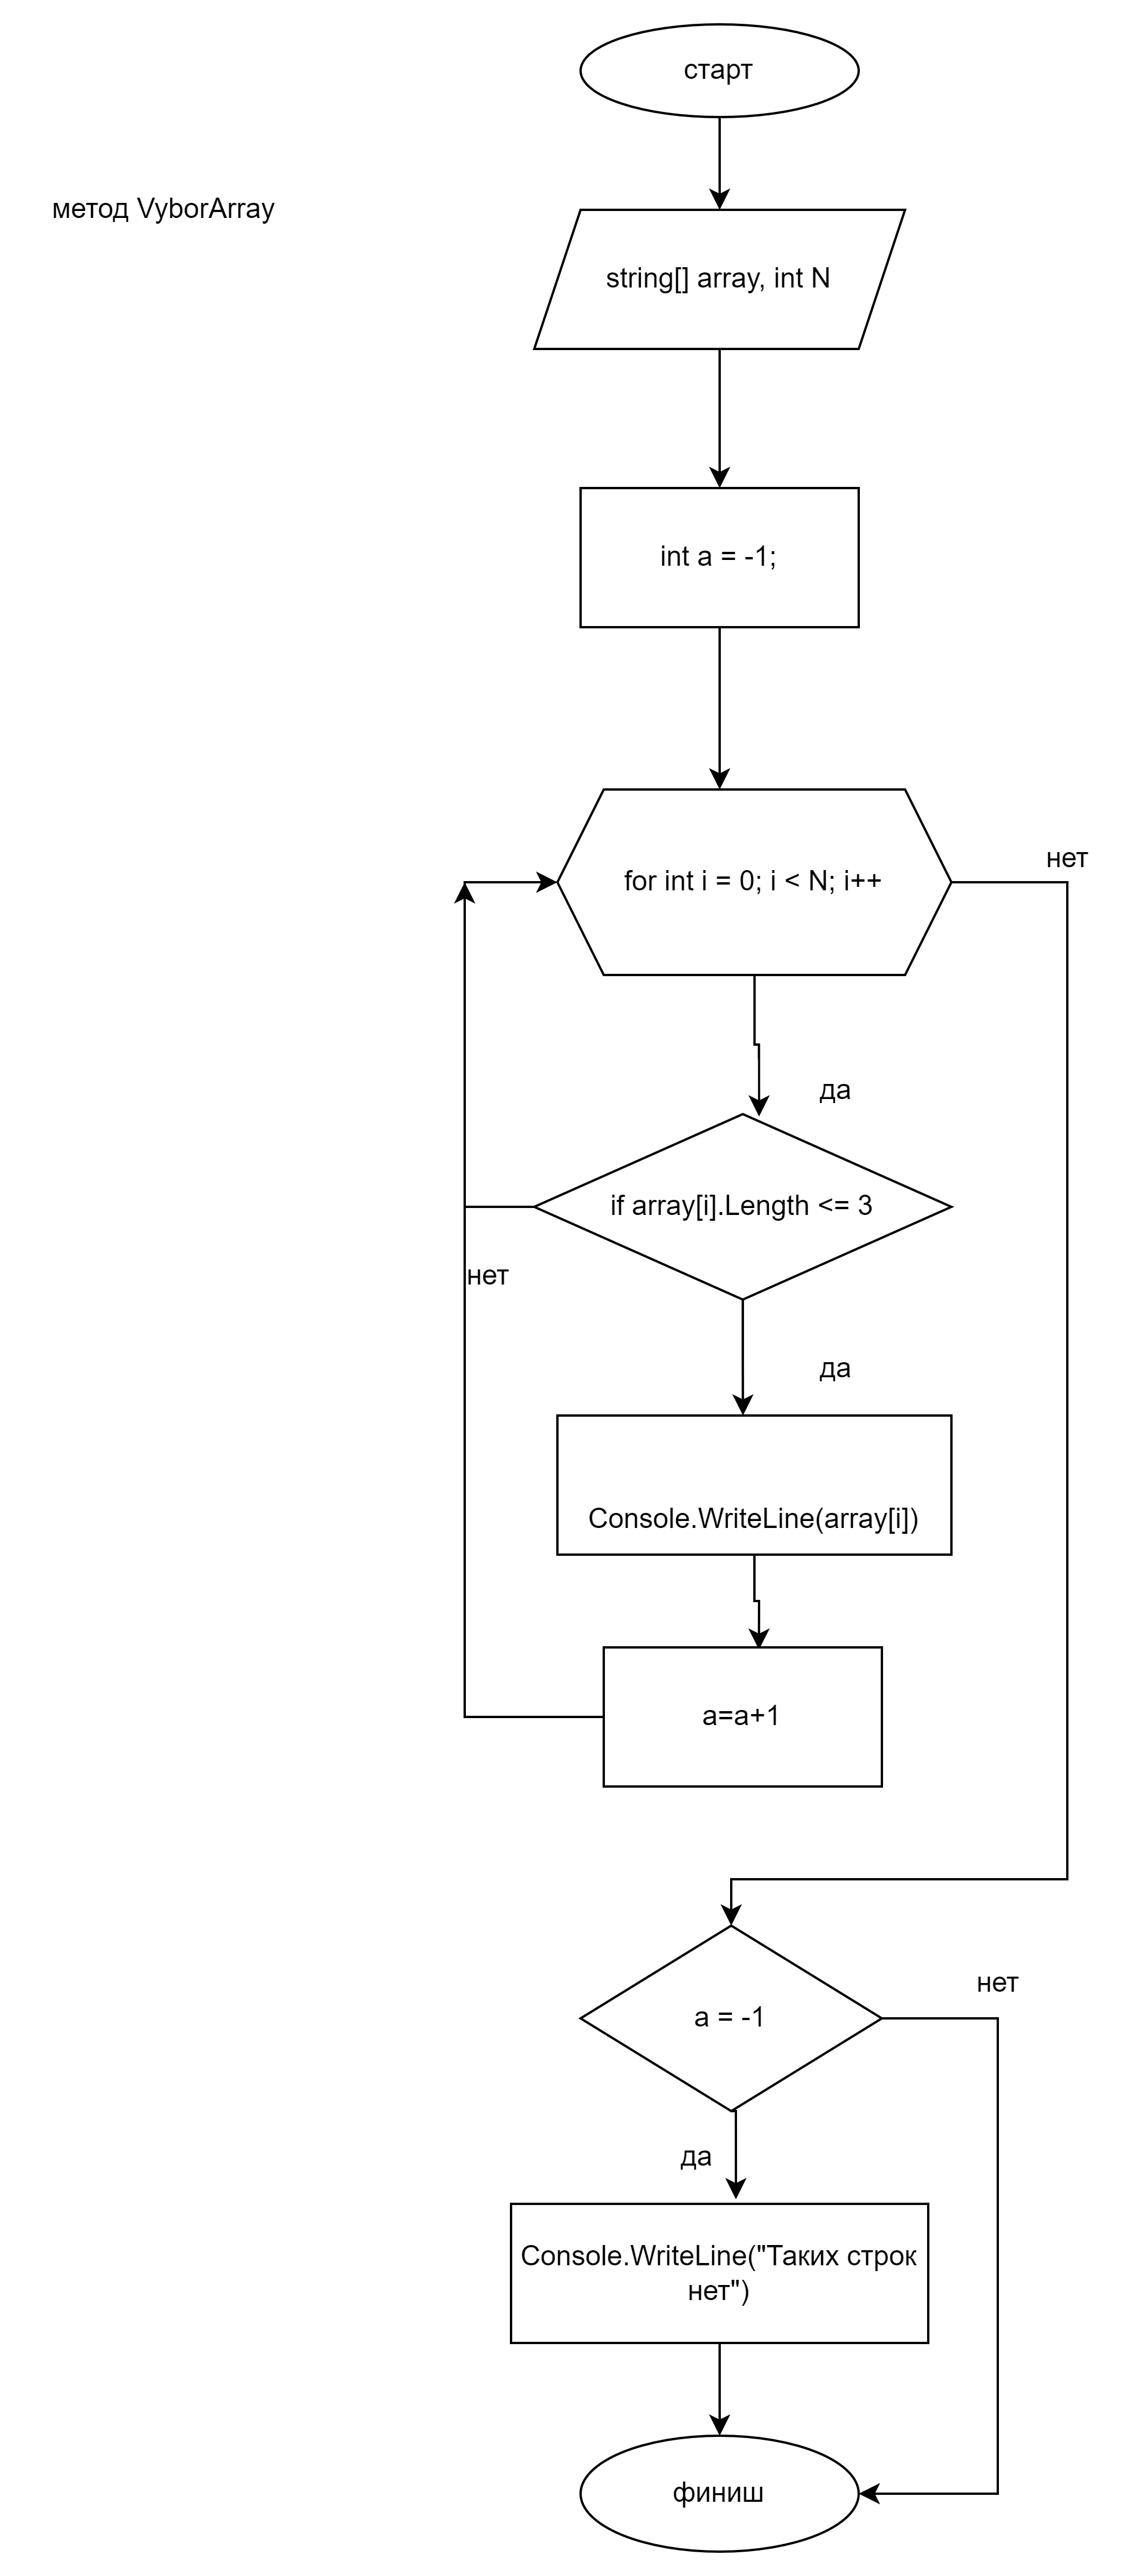 старт
метод VyborArray
string[] array, int N
int a = -1;
for int i = 0; i < N; i++
нет
да
if array[i].Length <= 3
нет
да
Console.WriteLine(array[i])
a=a+1
a = -1
нет
да
Console.WriteLine("Таких строк
нет")
финиш